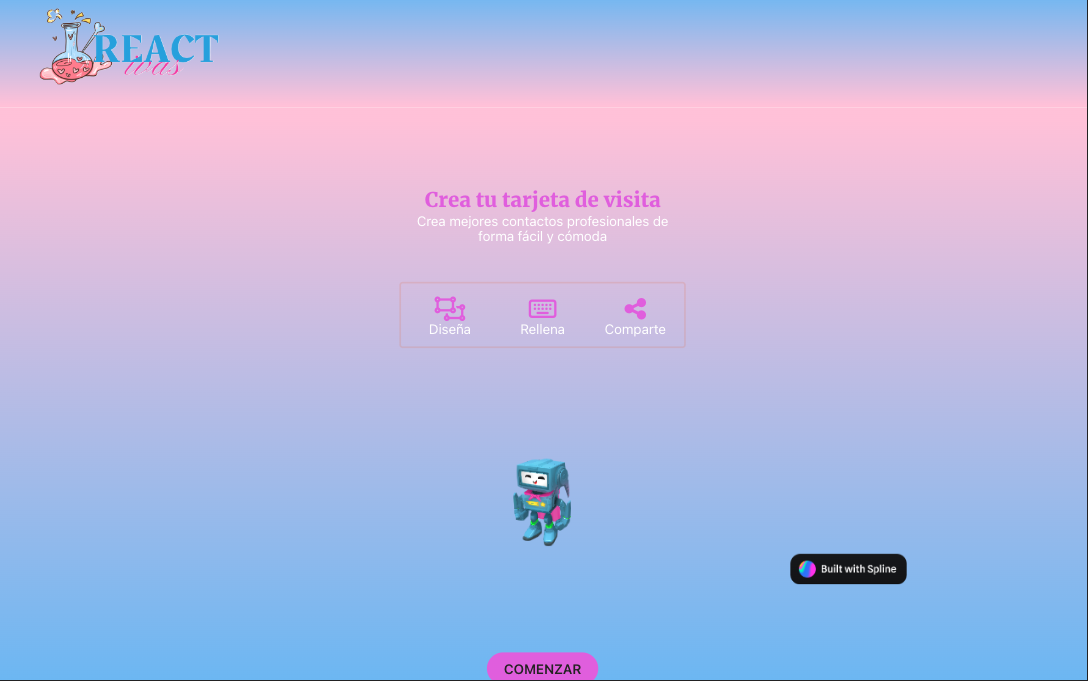 REACT
was
Crea tu tarjeta de visita
Crea mejores contactos profesionales de
forma fácil y cómoda
Diseña
Rellena
Comparte
Built with Spline
COMENZAR